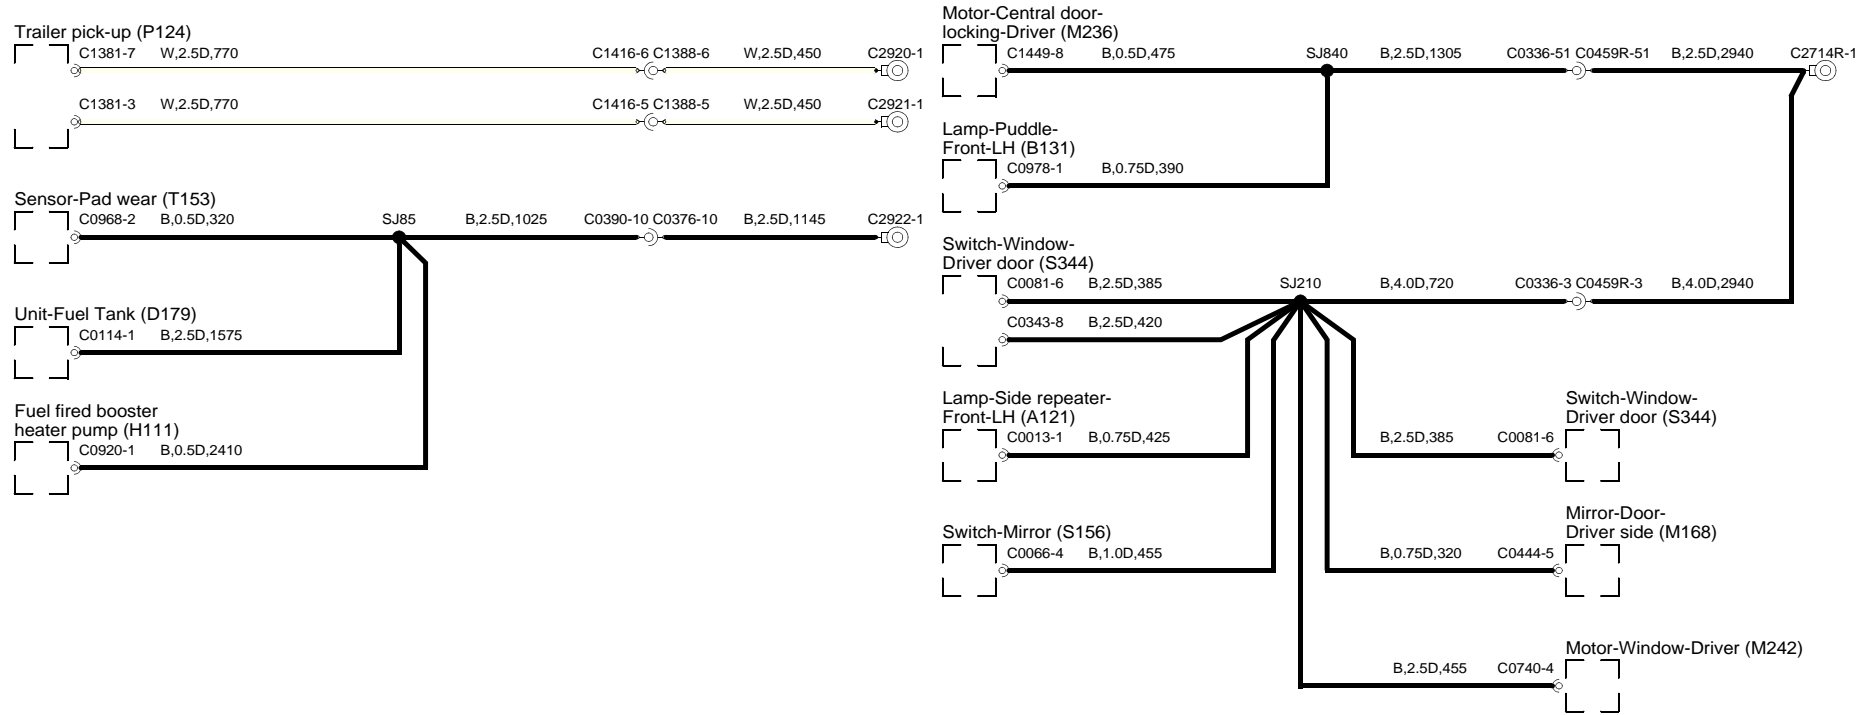 Trailer pick-up (P124)
C1381-7 W,2.5D,770 C1416-6 C1388-6 W,2.5D,450 C2920-1
C1381-3 W,2.5D,770 C1416-5 C1388-5 W,2.5D,450 C2921-1
Sensor-Pad wear (T153)
C0968-2 B,0.5D,320 SJ85 B,2.5D,1025 C0390-10 C0376-10 B,2.5D,1145 C2922-1
Unit-Fuel Tank (D179)
C0114-1 B,2.5D,1575
Fuel fired booster
heater pump (H111)
C0920-1 B,0.5D,2410
Motor-Central door-
locking-Driver (M236)
C1449-8 B,0.5D,475 SJ840 B,2.5D,1305 C0336-51 C0459R-51 B,2.5D,2940 C2714R-1
Lamp-Puddle-
Front-LH (B131)
C0978-1 B,0.75D,390
Switch-Window-
Driver door (S344)
C0081-6 B,2.5D,385 SJ210 B,4.0D,720 C0336-3 C0459R-3 B,4.0D,2940
C0343-8 B,2.5D,420
Lamp-Side repeater-
Front-LH (A121)
C0013-1 B,0.75D,425
Switch-Mirror (S156)
C0066-4 B,1.0D,455
Switch-Window-
Driver door (S344)
B,2.5D,385 C0081-6
Mirror-Door-
Driver side (M168)
B,0.75D,320 C0444-5
Motor-Window-Driver (M242)
B,2.5D,455 C0740-4